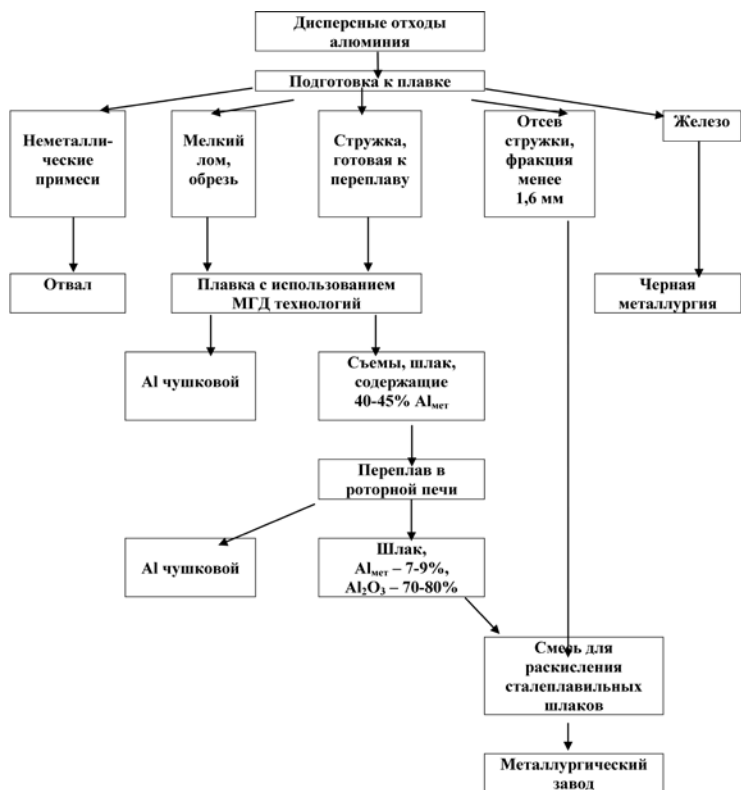 Дисперсные отходы
алюминия
Подготовка к плавке
Неметалли-
ческие
примеси
Мелкий
лом,
обрезь
Стружка,
готовая к
переплаву
Отсев
стружки,
фракция
менее
1,6 мм
Железо
Отвал
Плавка с использованием
МГД технологий
Черная
металлургия
Al чушковой
Съемы, шлак,
содержащие
40-45% Alмет
Переплав в
роторной печи
Al чушковой
Шлак,
Alмет – 7-9%,
Al2O3 – 70-80%
Смесь для
раскисления
сталеплавильных
шлаков
Металлургический
завод